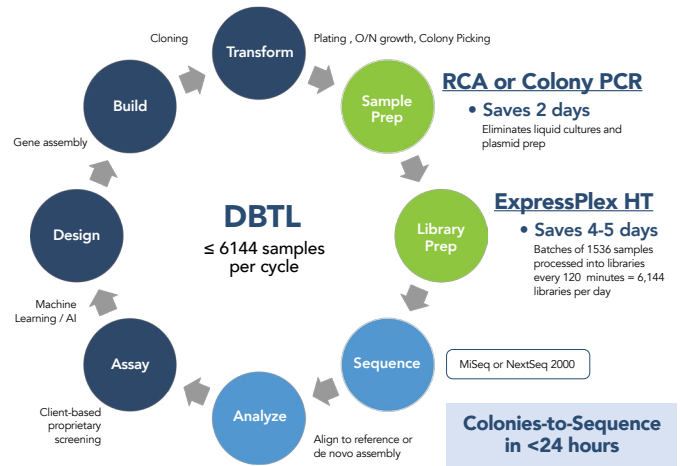 Cloning
Transform
Plating , O/N growth, Colony Picking
Build
Sample
Prep
RCA or Colony PCR
• Saves 2 days
Eliminates liquid cultures and
plasmid prep
Gene assembly
Design
DBTL
≤ 6144 samples
per cycle
Library
Prep
ExpressPlex HT
• Saves 4-5 days
Batches of 1536 samples
processed into libraries
every 120 minutes = 6,144
libraries per day
Machine
Learning / AI
Assay
Sequence
MiSeq or NextSeq 2000
Client-based
proprietary
screening
Analyze
Align to reference or
de novo assembly
Colonies-to-Sequence
in <24 hours